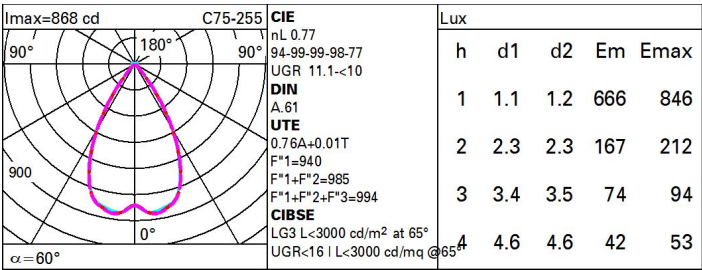 Imax=868 cd C75-255
90° 180° 90°
900
0°
α=60°
CIE
nL 0.77
94-99-99-98-77
UGR 11.1-<10
DIN
A.61
UTE
0.76A+0.01T
F"1=940
F"1+F"2=985
F"1+F"2+F"3=994
CIBSE
LG3 L<3000 cd/m² at 65°
UGR<16 | L<3000 cd/mq @65°
Lux
h d1 d2 Em Emax
1 1.1 1.2 666 846
2 2.3 2.3 167 212
3 3.4 3.5 74 94
4 4.6 4.6 42 53